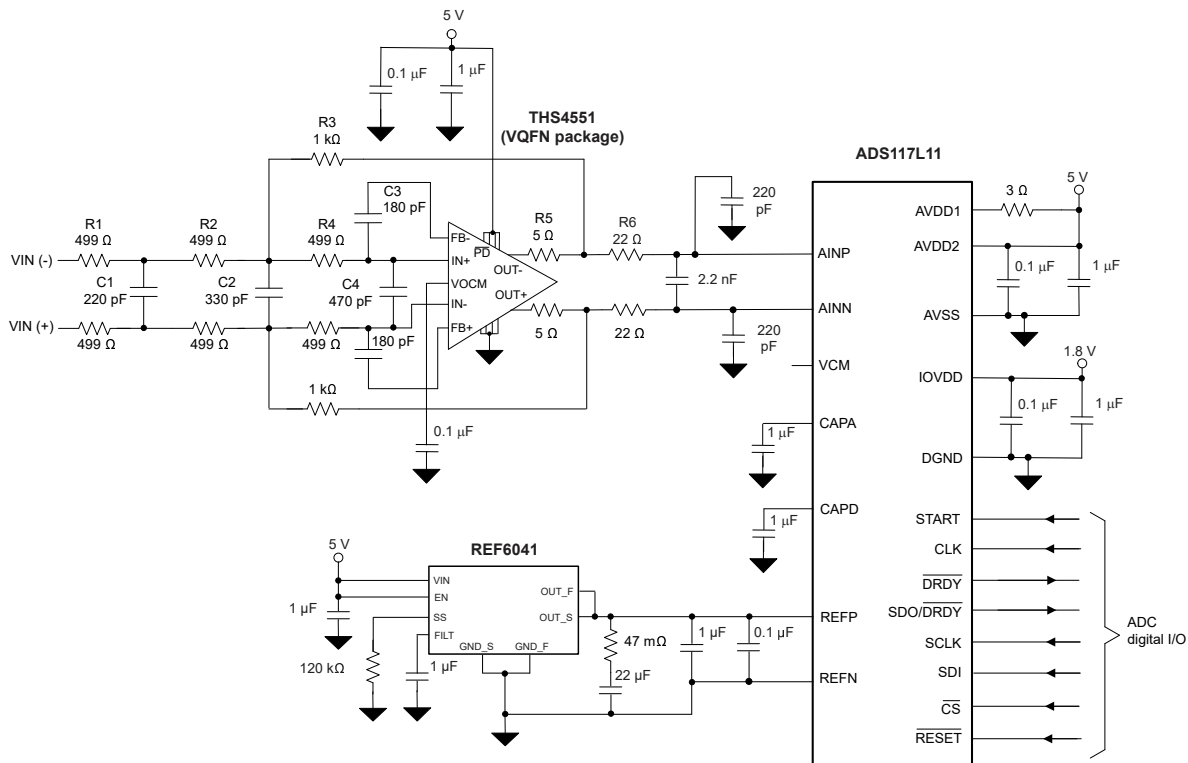 5 V
0.1 µF
1 µF
THS4551
(VQFN package)
R3
1 kΩ
ADS117L11
C3
180 pF
R1
499 Ω
R2
499 Ω
R4
499 Ω
VIN (-)
C1
220 pF
C2
330 pF
C4
470 pF
VIN (+)
499 Ω
499 Ω
499 Ω
180 pF
FB-
IN+
VOCM
IN-
FB+
PD
OUT-
OUT+
R5
5 Ω
R6
22 Ω
5 Ω
22 Ω
220
pF
2.2 nF
220
pF
1 kΩ
0.1 µF
AINP
AINN
VCM
CAPA
1 µF
CAPD
1 µF
REFP
REFN
AVDD1
3 Ω
5 V
AVDD2
0.1 µF
1 µF
AVSS
IOVDD
1.8 V
0.1 µF
1 µF
DGND
START
CLK
DRDY
SDO/DRDY
SCLK
SDI
CS
RESET
ADC
digital I/O
REF6041
5 V
VIN
EN
SS
FILT
GND_S
GND_F
OUT_F
OUT_S
1 µF
120 kΩ
1 µF
47 mΩ
22 µF
1 µF
0.1 µF